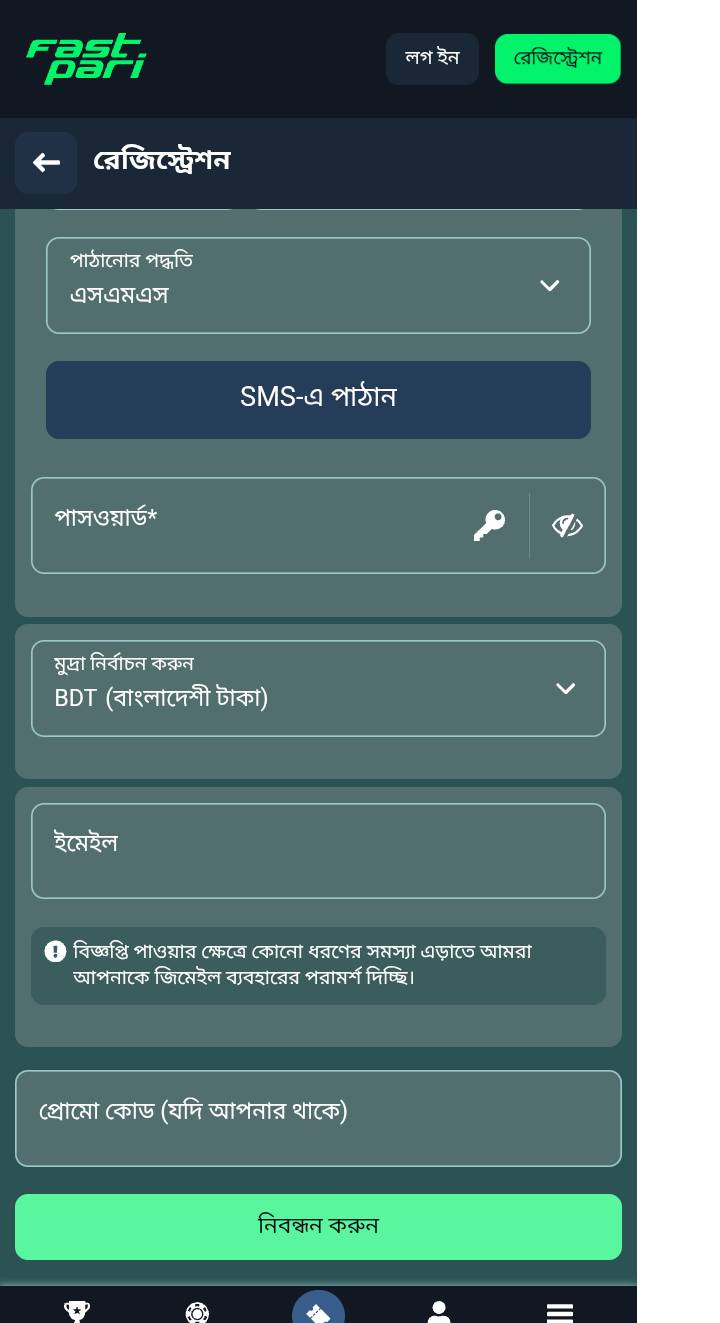 Fast
pari
লগ ইন
রেজিস্ট্রেশন
রেজিস্ট্রেশন
পাঠানোর পদ্ধতি
এসএমএস
SMS-এ পাঠান
পাসওয়ার্ড*
মুদ্রা নির্বাচন করুন
BDT (বাংলাদেশী টাকা)
ইমেইল
বিজ্ঞপ্তি পাওয়ার ক্ষেত্রে কোনো ধরণের সমস্যা এড়াতে আমরা
আপনাকে জিমেইল ব্যবহারের পরামর্শ দিচ্ছি।
প্রোমো কোড (যদি আপনার থাকে)
নিবন্ধন করুন